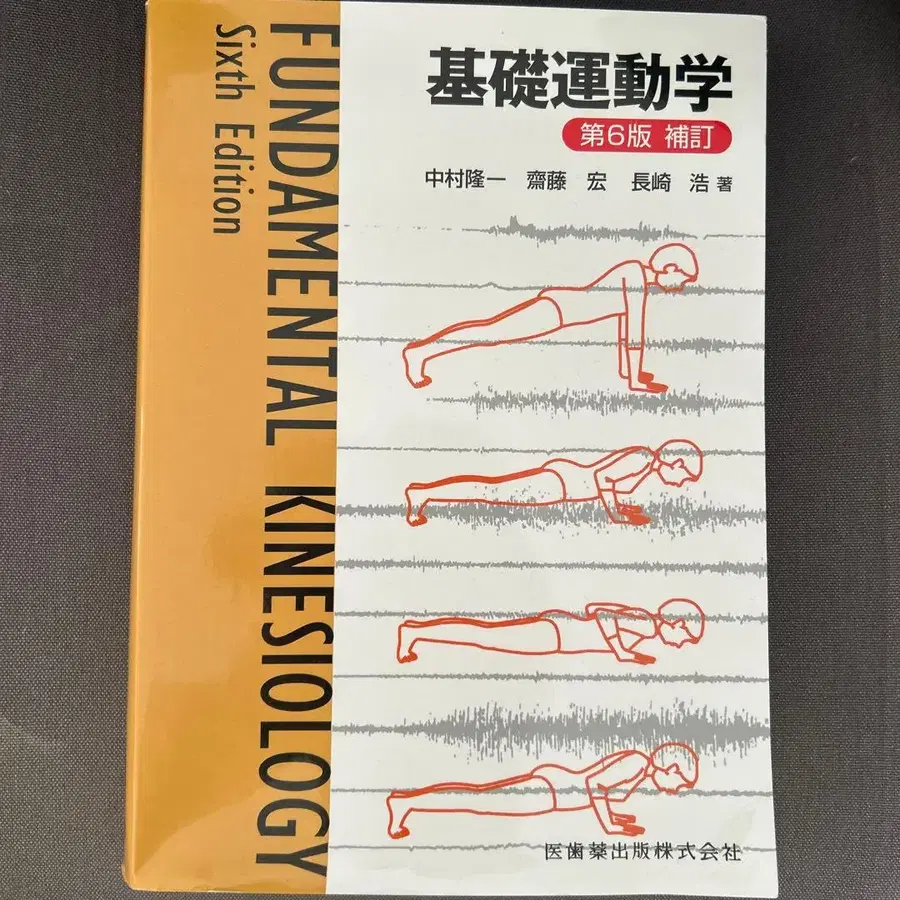 FUNDAMENTAL KINESIOLOGY
Sixth Edition
基礎運動学
第6版 補訂
中村隆一 齋藤 宏 長崎 浩 著
医歯薬出版株式会社